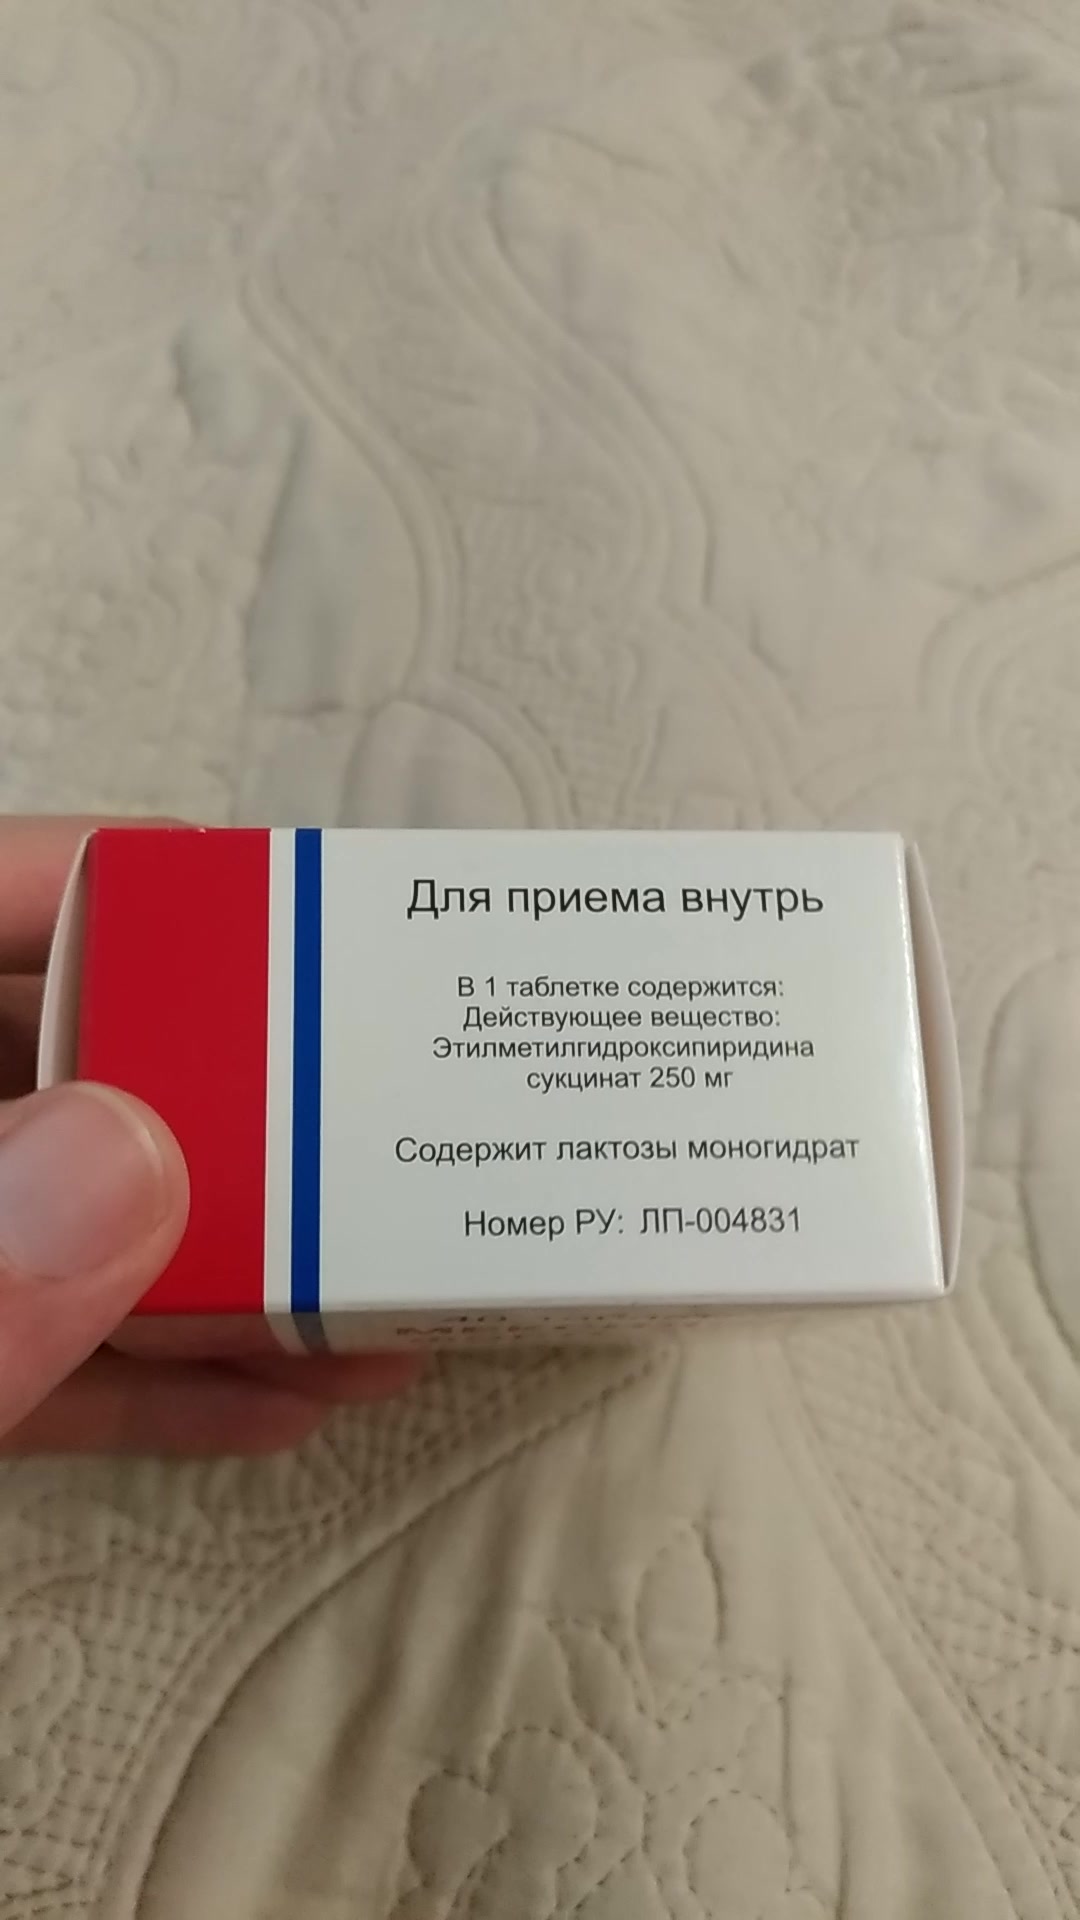 Для приема внутрь
В 1 таблетке содержится:
Действующее вещество:
Этилметилгидроксипиридина
сукцинат 250 мг
Содержит лактозы моногидрат
Номер РУ: ЛП-004831